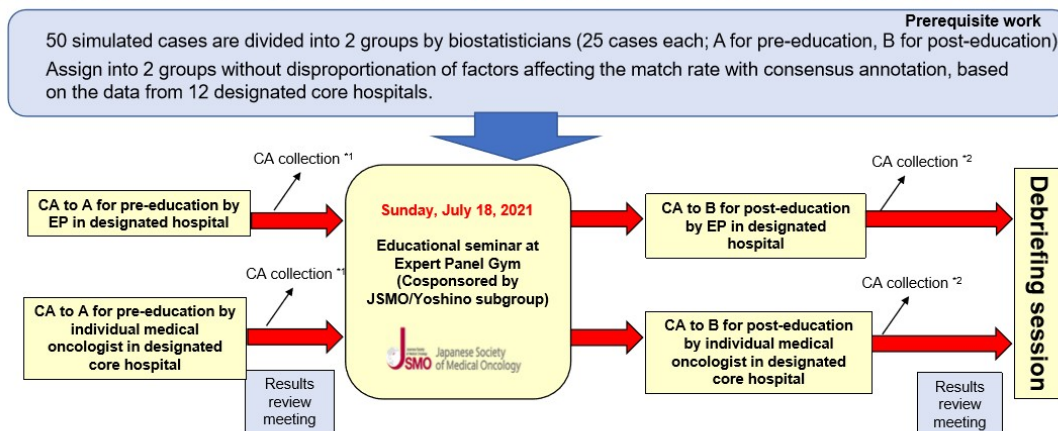 Prerequisite work
50 simulated cases are divided into 2 groups by biostatisticians (25 cases each; A for pre-education, B for post-education)
Assign into 2 groups without disproportionation of factors affecting the match rate with consensus annotation, based
on the data from 12 designated core hospitals.
CA collection *1
CA to A for pre-education by
EP in designated hospital
CA collection *1
CA to A for pre-education by
individual medical
oncologist in designated
core hospital
Results
review
meeting
Sunday, July 18, 2021
Educational seminar at
Expert Panel Gym
(Cosponsored by
JSMO/Yoshino subgroup)
JSMO
Japanese Society
of Medical Oncology
CA collection *2
CA to B for post-education
by EP in designated
hospital
CA collection *2
CA to B for post-education
by individual medical
oncologist in designated
core hospital
Results
review
meeting
Debriefing session